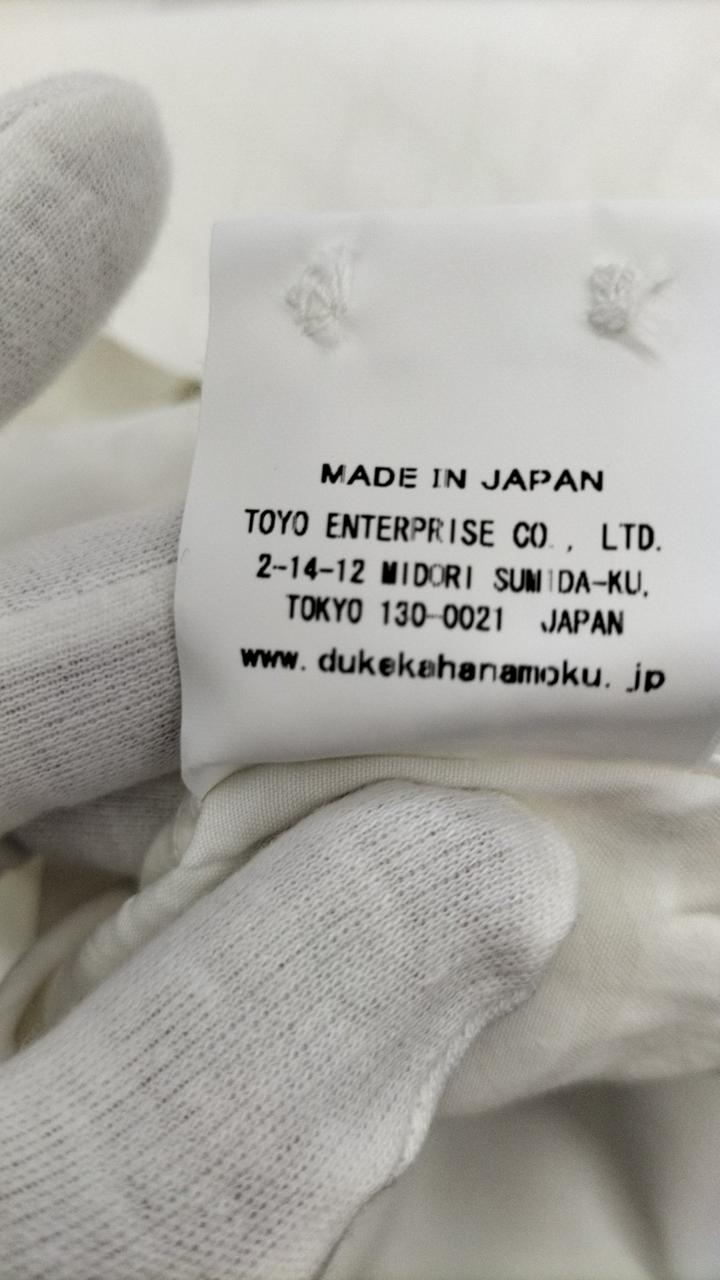 MADE IN JAPAN
TOYO ENTERPRISE CO., LTD.
2-14-12 MIDORI SUMIDA-KU,
TOKYO 130-0021 JAPAN
www.dukekahanamoku.jp